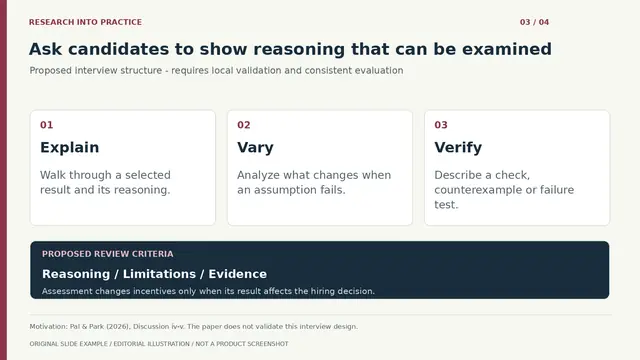 RESEARCH INTO PRACTICE
03 / 04
Ask candidates to show reasoning that can be examined
Proposed interview structure - requires local validation and consistent evaluation
01
Explain
Walk through a selected
result and its reasoning.
02
Vary
Analyze what changes when
an assumption fails.
03
Verify
Describe a check,
counterexample or failure
test.
PROPOSED REVIEW CRITERIA
Reasoning / Limitations / Evidence
Assessment changes incentives only when its result affects the hiring decision.
Motivation: Pal & Park (2026), Discussion iv-v. The paper does not validate this interview design.
ORIGINAL SLIDE EXAMPLE / EDITORIAL ILLUSTRATION / NOT A PRODUCT SCREENSHOT